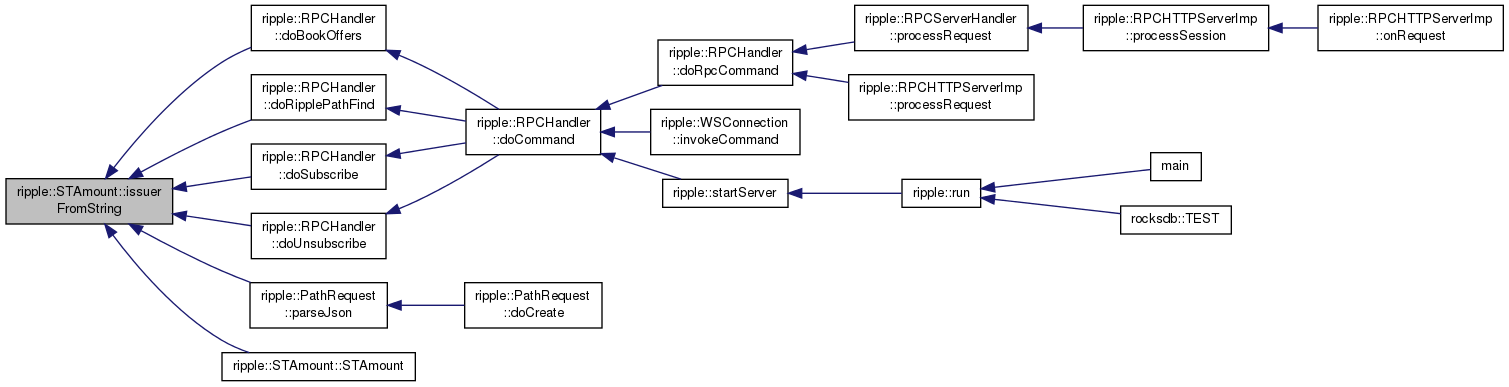 ripple::STAmount::issuer
FromString
ripple::RPCHandler
::doBookOffers
ripple::RPCHandler
::doRipplePathFind
ripple::RPCHandler
::doSubscribe
ripple::RPCHandler
::doUnsubscribe
ripple::PathRequest
::parseJson
ripple::STAmount::STAmount
ripple::RPCHandler
::doCommand
ripple::PathRequest
::doCreate
ripple::RPCHandler
::doRpcCommand
ripple::WSConnection
::invokeCommand
ripple::startServer
ripple::RPCServerHandler
::processRequest
ripple::RPCHTTPServerImp
::processRequest
ripple::run
ripple::RPCHTTPServerImp
::processSession
main
rocksdb::TEST
ripple::RPCHTTPServerImp
::onRequest